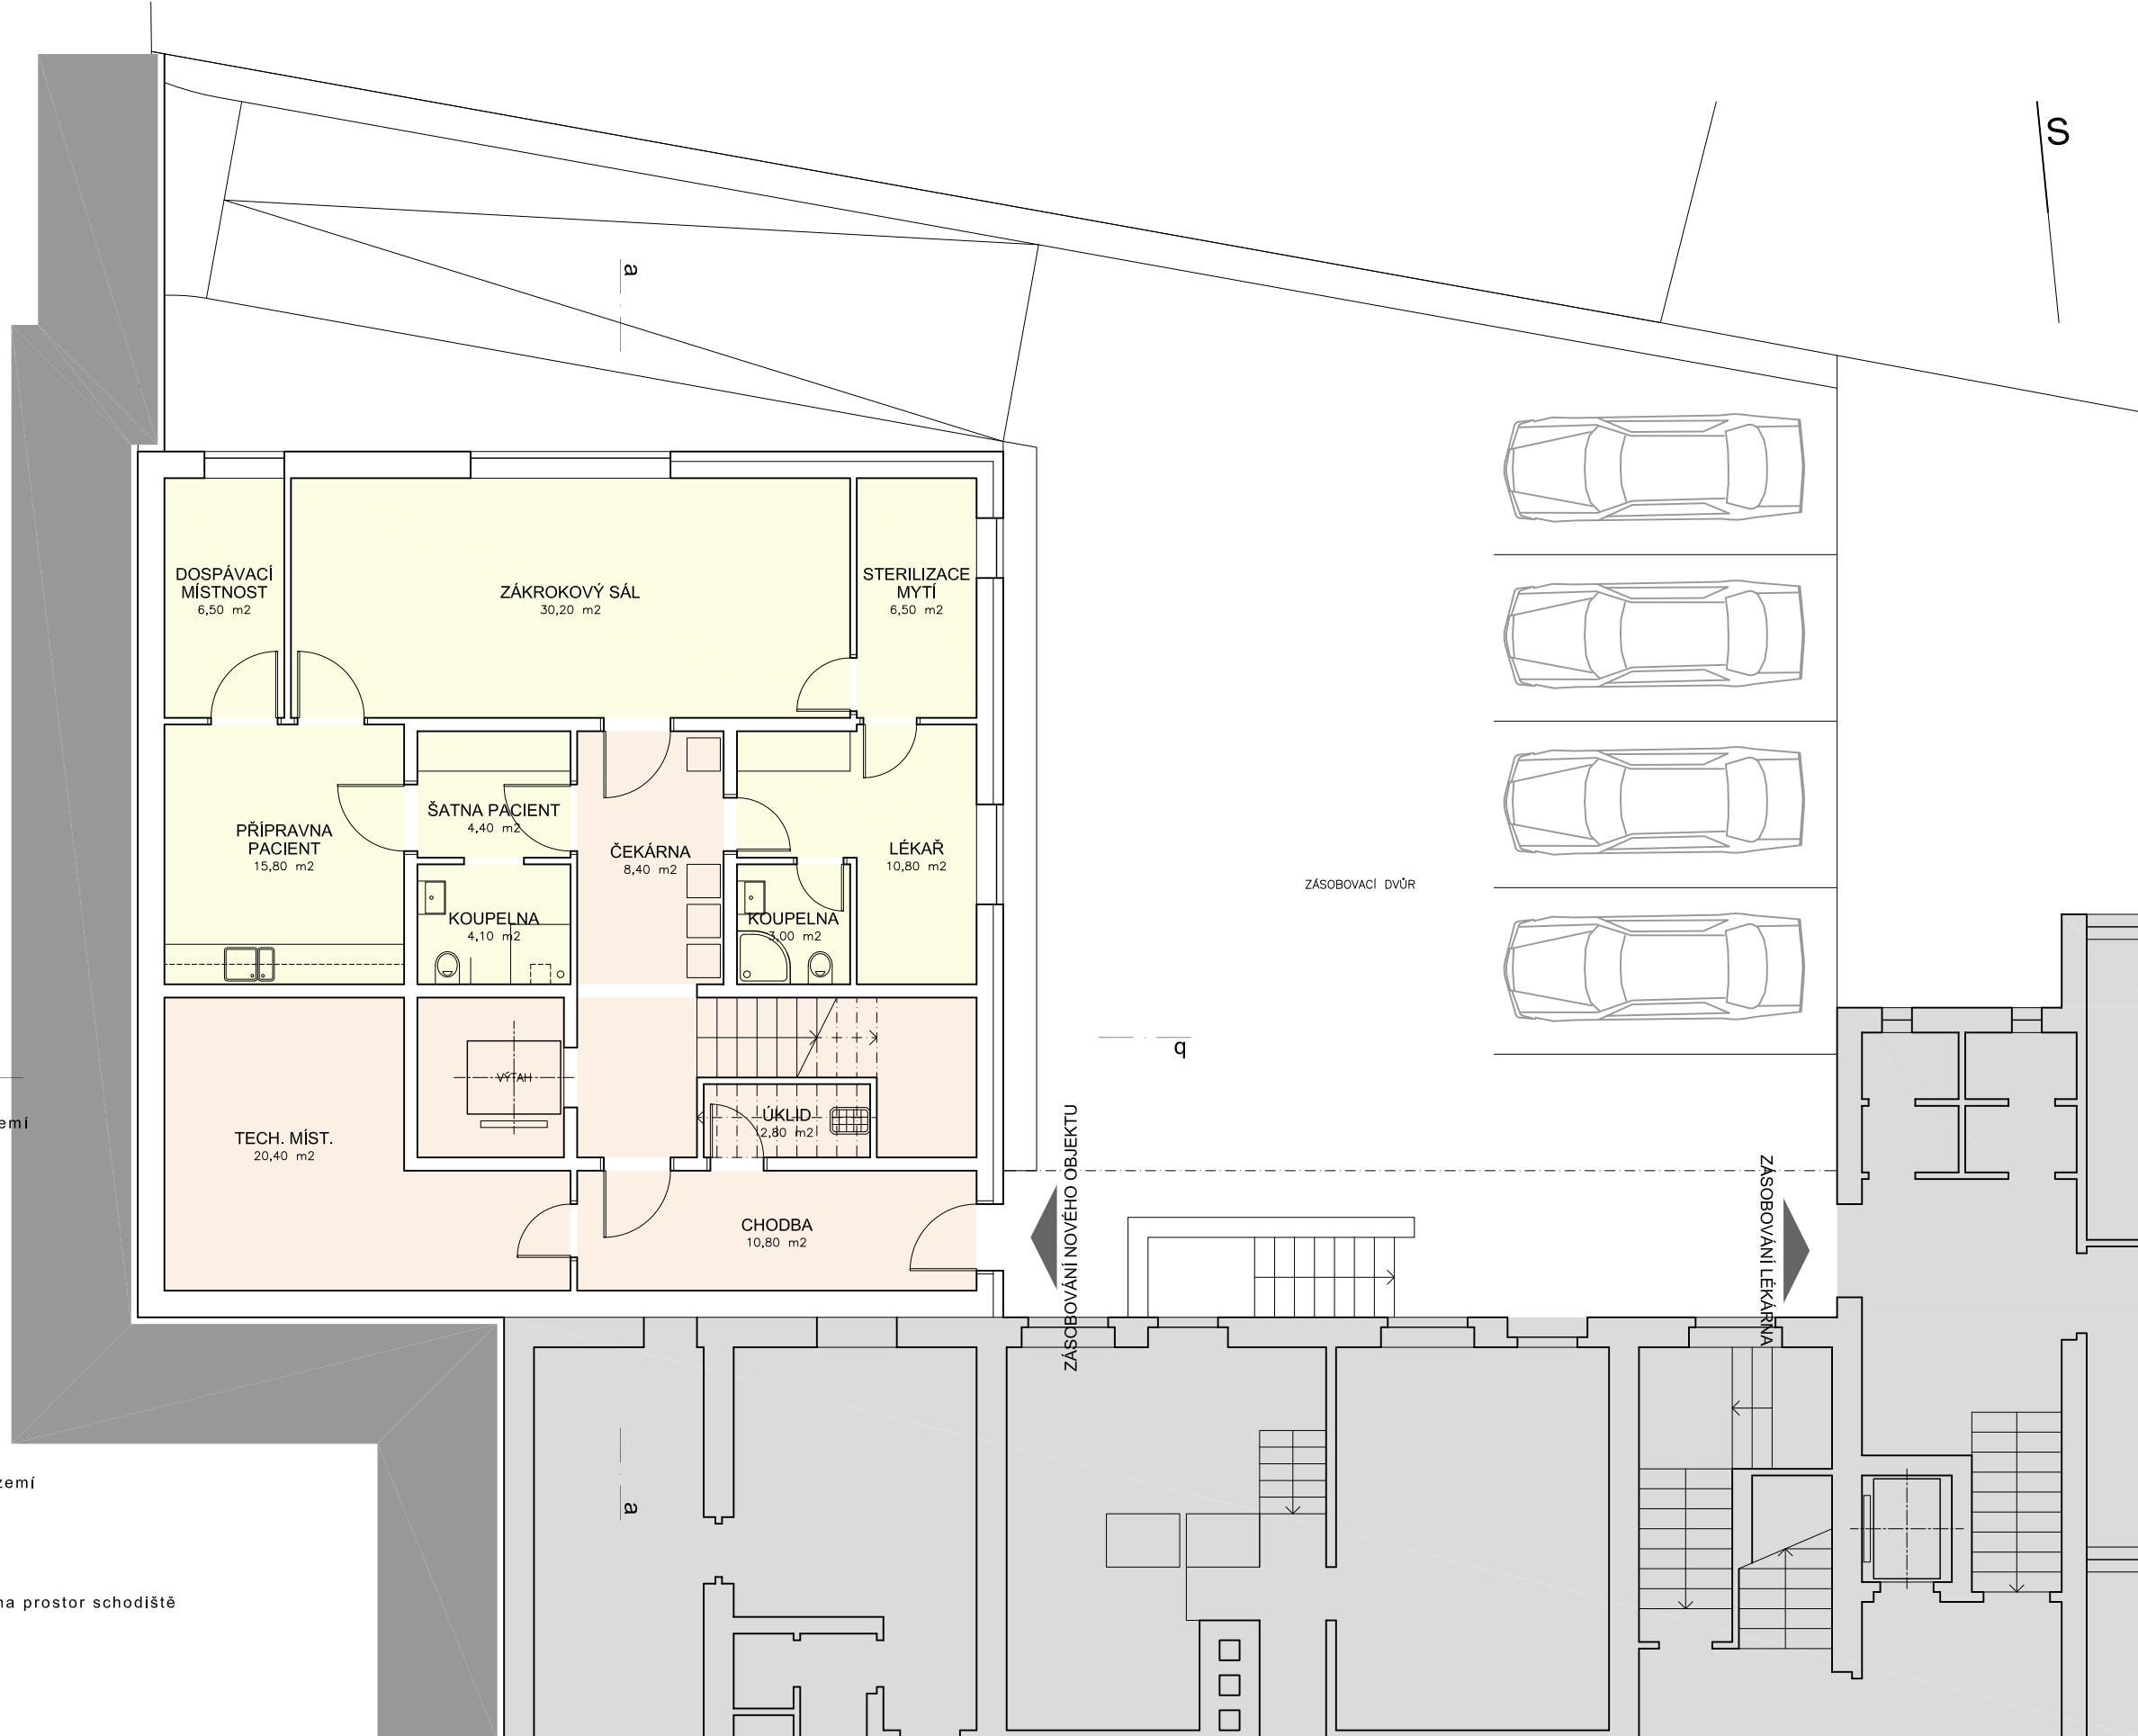 S
a
DOSPÁVACÍ
MÍSTNOST
6,50 m2
ZÁKROKOVÝ SÁL
30,20 m2
STERILIZACE
MYTÍ
6,50 m2
PŘÍPRAVNA
PACIENT
15,80 m2
ŠATNA PACIENT
4,40 m2
ČEKÁRNA
8,40 m2
LÉKAŘ
10,80 m2
KOUPELNA
4,10 m2
KOUPELNA
3,00 m2
ZÁSOBOVACÍ DVŮR
q
VÝTAH
ÚKLID
2,80 m2
TECH. MÍST.
20,40 m2
CHODBA
10,80 m2
ZÁSOBOVÁNÍ NOVÉHO OBJEKTU
ZÁSOBOVÁNÍ LÉKÁRNA
emí
zemí
a
na prostor schodiště